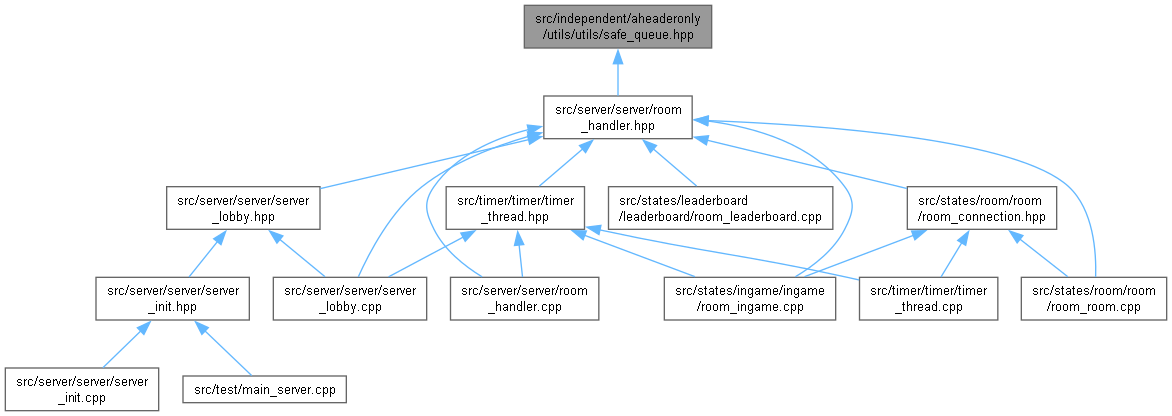 src/independent/aheaderonly
/utils/utils/safe_queue.hpp
src/server/server/room
_handler.hpp
src/server/server/server
_lobby.hpp
src/timer/timer/timer
_thread.hpp
src/states/leaderboard
/leaderboard/room_leaderboard.cpp
src/states/room/room
/room_connection.hpp
src/server/server/server
_init.hpp
src/server/server/server
_lobby.cpp
src/server/server/room
_handler.cpp
src/states/ingame/ingame
/room_ingame.cpp
src/timer/timer/timer
_thread.cpp
src/states/room/room
/room_room.cpp
src/server/server/server
_init.cpp
src/test/main_server.cpp